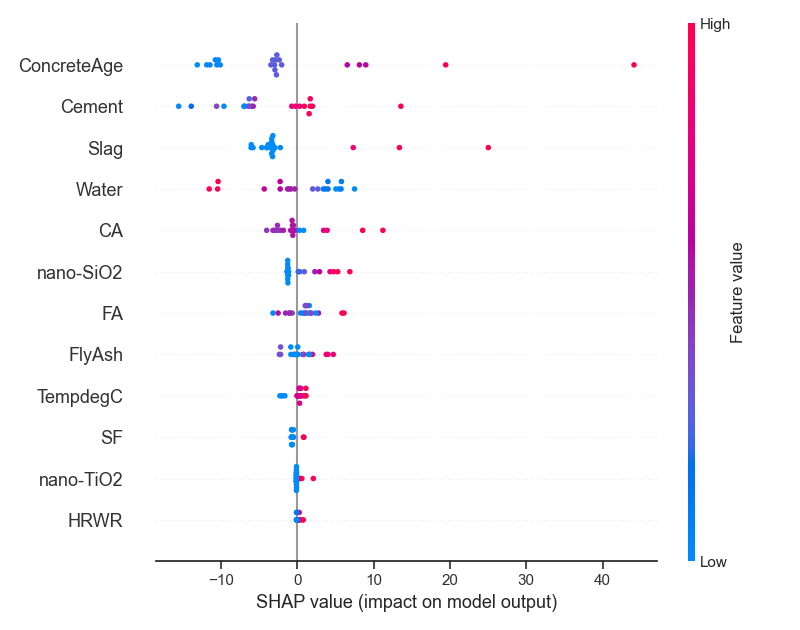 High
ConcreteAge
Cement
Slag
Water
CA
nano-SiO2
FA
FlyAsh
TempdegC
SF
nano-TiO2
HRWR
Feature value
Low
−10 0 10 20 30 40
SHAP value (impact on model output)